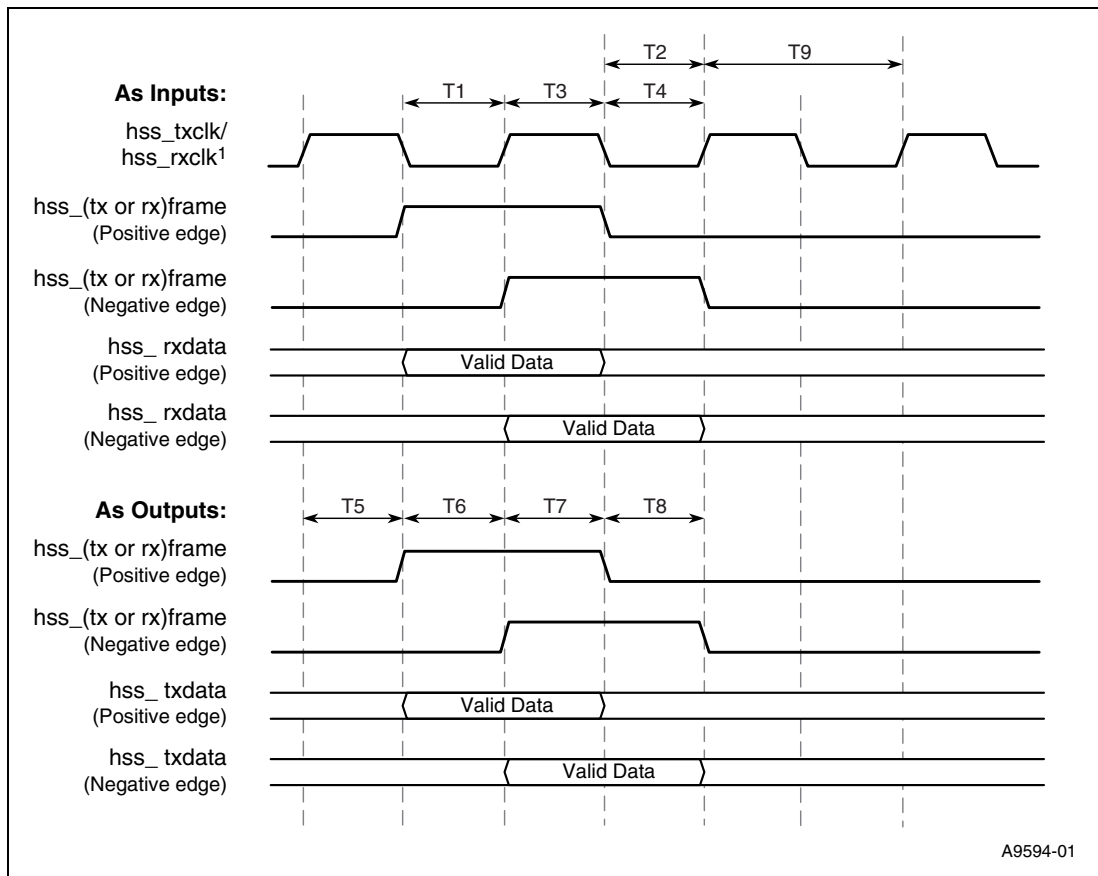 T2 T9
As Inputs: T1 T3 T4
hss_txclk/
hss_rxclk1
hss_(tx or rx)frame
(Positive edge)
hss_(tx or rx)frame
(Negative edge)
hss_ rxdata
(Positive edge)
Valid Data
hss_ rxdata
(Negative edge)
Valid Data
As Outputs: T5 T6 T7 T8
hss_(tx or rx)frame
(Positive edge)
hss_(tx or rx)frame
(Negative edge)
hss_ txdata
(Positive edge)
Valid Data
hss_ txdata
(Negative edge)
Valid Data
A9594-01